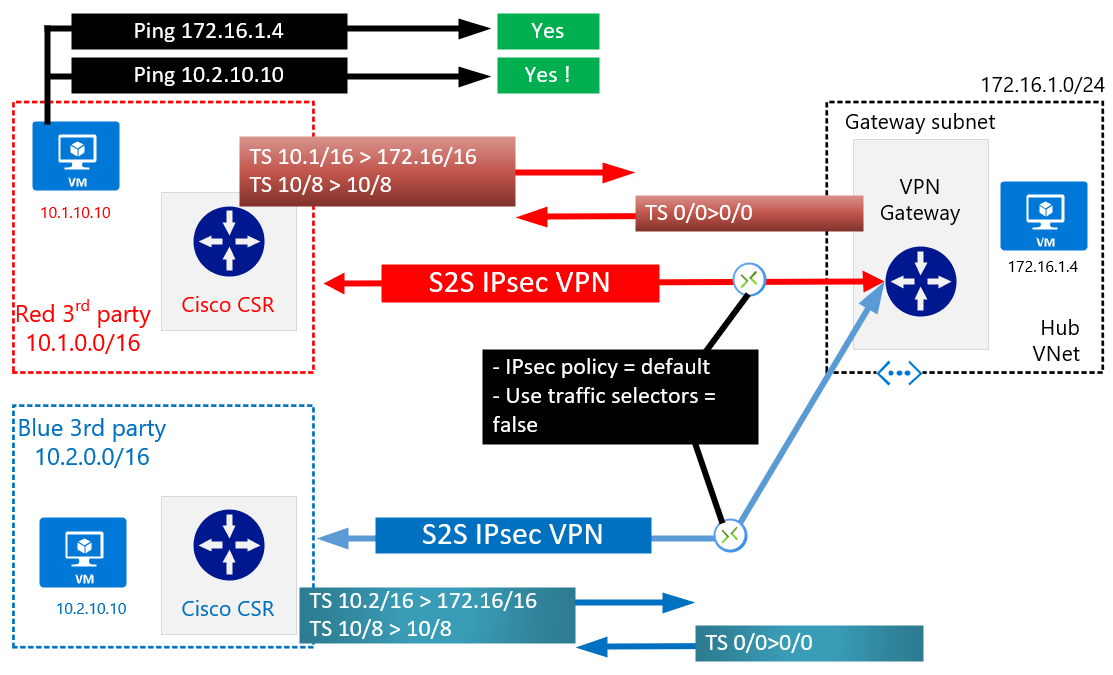 Ping 172.16.1.4
Yes
Ping 10.2.10.10
Yes !
172.16.1.0/24
Gateway subnet
VM
10.1.10.10
TS 10.1/16 > 172.16/16
TS 10/8 > 10/8
TS 0/0>0/0
VPN
Gateway
VM
172.16.1.4
Cisco CSR
S2S IPsec VPN
Red 3rd party
10.1.0.0/16
Hub
VNet
- IPsec policy = default
- Use traffic selectors =
false
Blue 3rd party
10.2.0.0/16
VM
10.2.10.10
Cisco CSR
S2S IPsec VPN
TS 10.2/16 > 172.16/16
TS 10/8 > 10/8
TS 0/0>0/0